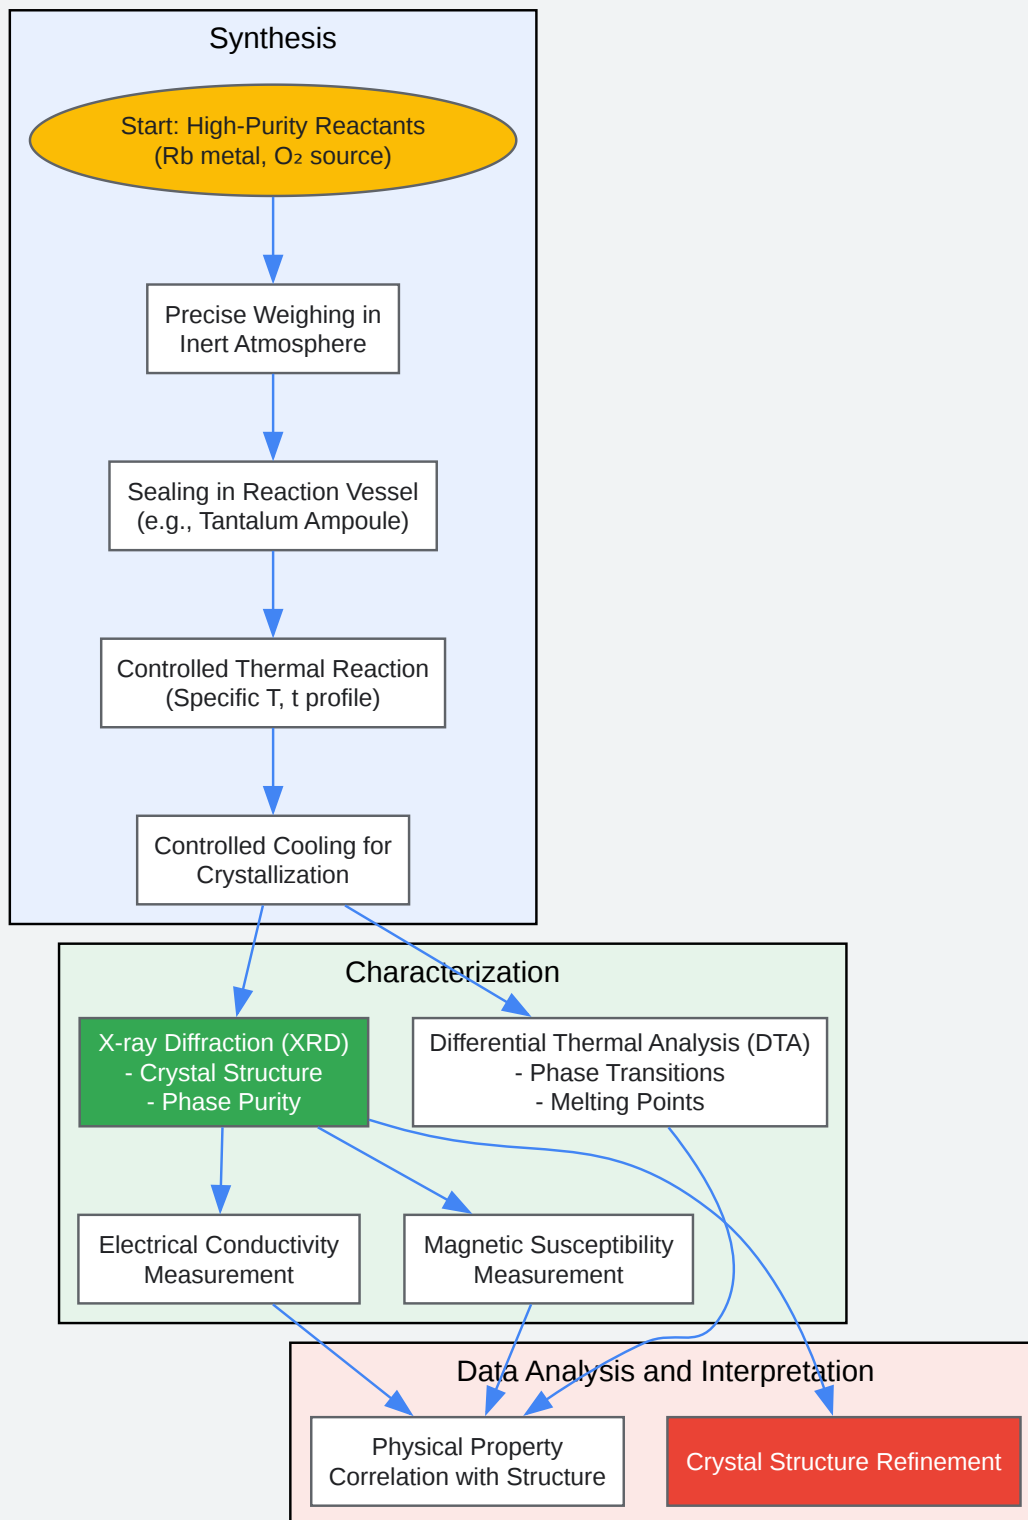 Synthesis
Start: High-Purity Reactants
(Rb metal, O₂ source)
Precise Weighing in
Inert Atmosphere
Sealing in Reaction Vessel
(e.g., Tantalum Ampoule)
Controlled Thermal Reaction
(Specific T, t profile)
Controlled Cooling for
Crystallization
Characterization
X-ray Diffraction (XRD)
- Crystal Structure
- Phase Purity
Differential Thermal Analysis (DTA)
- Phase Transitions
- Melting Points
Electrical Conductivity
Measurement
Magnetic Susceptibility
Measurement
Data Analysis and Interpretation
Physical Property
Correlation with Structure
Crystal Structure Refinement